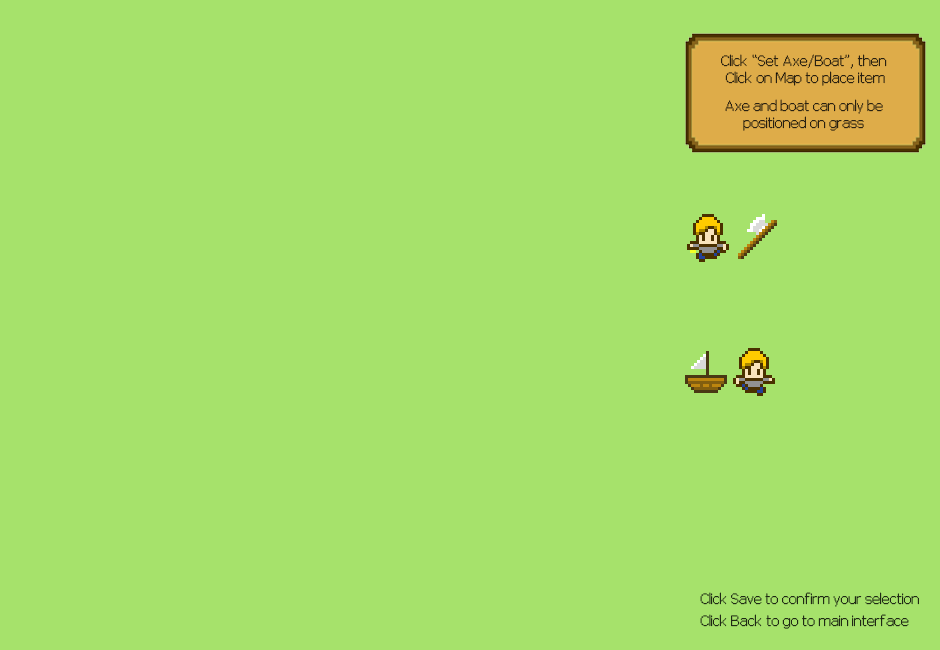 Click “Set Axe/Boat”, then
Click on Map to place item
Axe and boat can only be
positioned on grass
Click Save to confirm your selection
Click Back to go to main interface